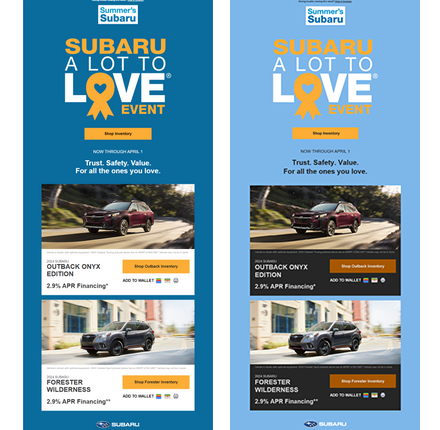 Summer's
Subaru
SUBARU
A LOT TO
LOVE®
EVENT
Shop Inventory
NOW THROUGH APRIL 1
Trust. Safety. Value.
For all the ones you love.
2024 SUBARU
OUTBACK ONYX
EDITION
Shop Outback Inventory
2.9% APR Financing*
ADD TO WALLET
2024 SUBARU
FORESTER
WILDERNESS
Shop Forester Inventory
2.9% APR Financing**
ADD TO WALLET
SUBARU
Summer's
Subaru
SUBARU
A LOT TO
LOVE®
EVENT
Shop Inventory
NOW THROUGH APRIL 1
Trust. Safety. Value.
For all the ones you love.
2024 SUBARU
OUTBACK ONYX
EDITION
Shop Outback Inventory
2.9% APR Financing*
ADD TO WALLET
2024 SUBARU
FORESTER
WILDERNESS
Shop Forester Inventory
2.9% APR Financing**
ADD TO WALLET
SUBARU